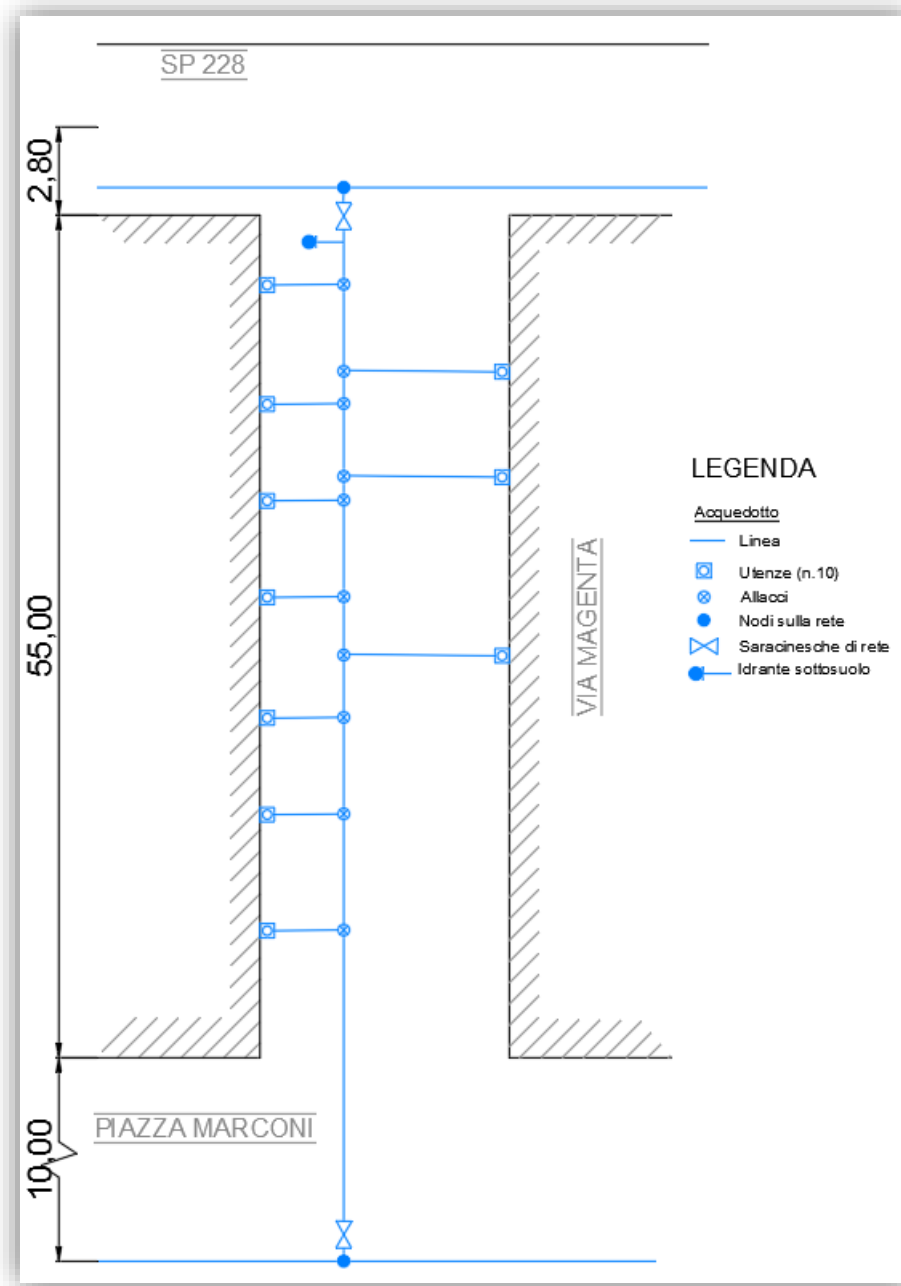 SP 228
2,80
55,00
10,00
VIA MAGENTA
PIAZZA MARCONI
LEGENDA
Acquedotto
Linea
Utenze (n.10)
Allacci
Nodi sulla rete
Saracinesche di rete
Idrante sottosuolo